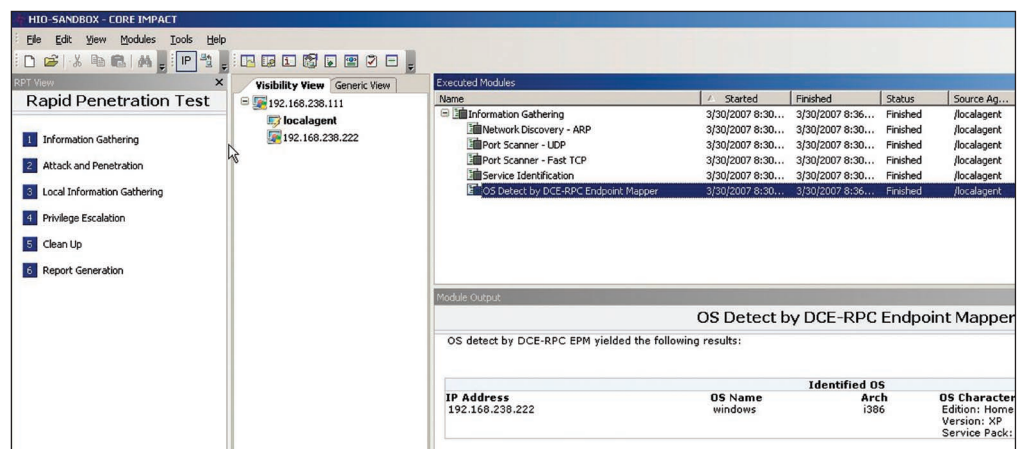 HIO-SANDBOX - CORE IMPACT
File Edit View Modules Tools Help
IP
RPT View
Rapid Penetration Test
1 Information Gathering
2 Attack and Penetration
3 Local Information Gathering
4 Privilege Escalation
5 Clean Up
6 Report Generation
Visibility View Generic View
192.168.238.111
localagent
192.168.238.222
Executed Modules
Name Started Finished Status Source Ag...
Information Gathering 3/30/2007 8:30... 3/30/2007 8:36... Finished /localagent
Network Discovery - ARP 3/30/2007 8:30... 3/30/2007 8:30... Finished /localagent
Port Scanner - UDP 3/30/2007 8:30... 3/30/2007 8:30... Finished /localagent
Port Scanner - Fast TCP 3/30/2007 8:30... 3/30/2007 8:30... Finished /localagent
Service Identification 3/30/2007 8:30... 3/30/2007 8:30... Finished /localagent
OS Detect by DCE-RPC Endpoint Mapper 3/30/2007 8:30... 3/30/2007 8:36... Finished /localagent
Module Output
OS Detect by DCE-RPC Endpoint Mapper
OS detect by DCE-RPC EPM yielded the following results:
Identified OS
IP Address OS Name Arch OS Character
192.168.238.222 windows i386 Edition: Home
Version: XP
Service Pack: